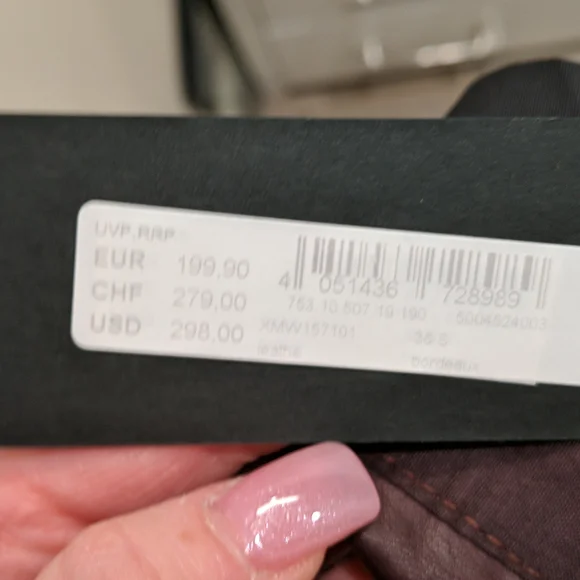 UVP.RRP
EUR 199,90
CHF 279,00
USD 298,00
4 051436 728989
753 10 507 19 190
XMW157101 36/S
bordeaux